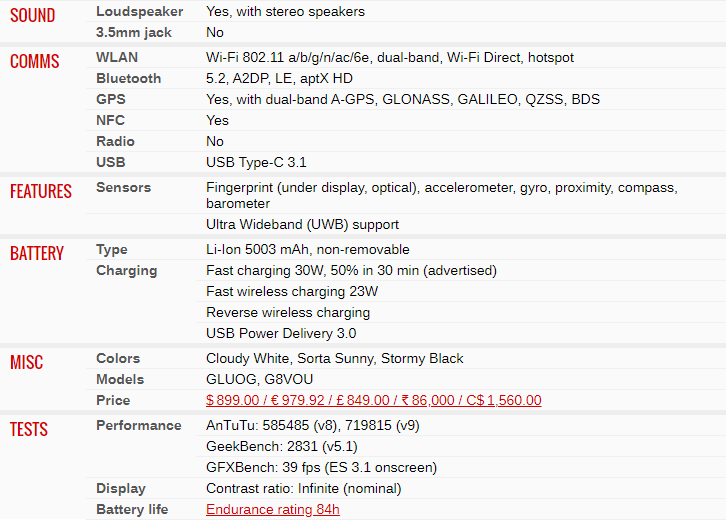 SOUND Loudspeaker Yes, with stereo speakers
3.5mm jack No
COMMS WLAN Wi-Fi 802.11 a/b/g/n/ac/6e, dual-band, Wi-Fi Direct, hotspot
Bluetooth 5.2, A2DP, LE, aptX HD
GPS Yes, with dual-band A-GPS, GLONASS, GALILEO, QZSS, BDS
NFC Yes
Radio No
USB USB Type-C 3.1
FEATURES Sensors Fingerprint (under display, optical), accelerometer, gyro, proximity, compass,
barometer
Ultra Wideband (UWB) support
BATTERY Type Li-Ion 5003 mAh, non-removable
Charging Fast charging 30W, 50% in 30 min (advertised)
Fast wireless charging 23W
Reverse wireless charging
USB Power Delivery 3.0
MISC Colors Cloudy White, Sorta Sunny, Stormy Black
Models GLUOG, G8VOU
Price $ 899.00 / € 979.92 / £ 849.00 / ₹ 86,000 / C$ 1,560.00
TESTS Performance AnTuTu: 585485 (v8), 719815 (v9)
GeekBench: 2831 (v5.1)
GFXBench: 39 fps (ES 3.1 onscreen)
Display Contrast ratio: Infinite (nominal)
Battery life Endurance rating 84h